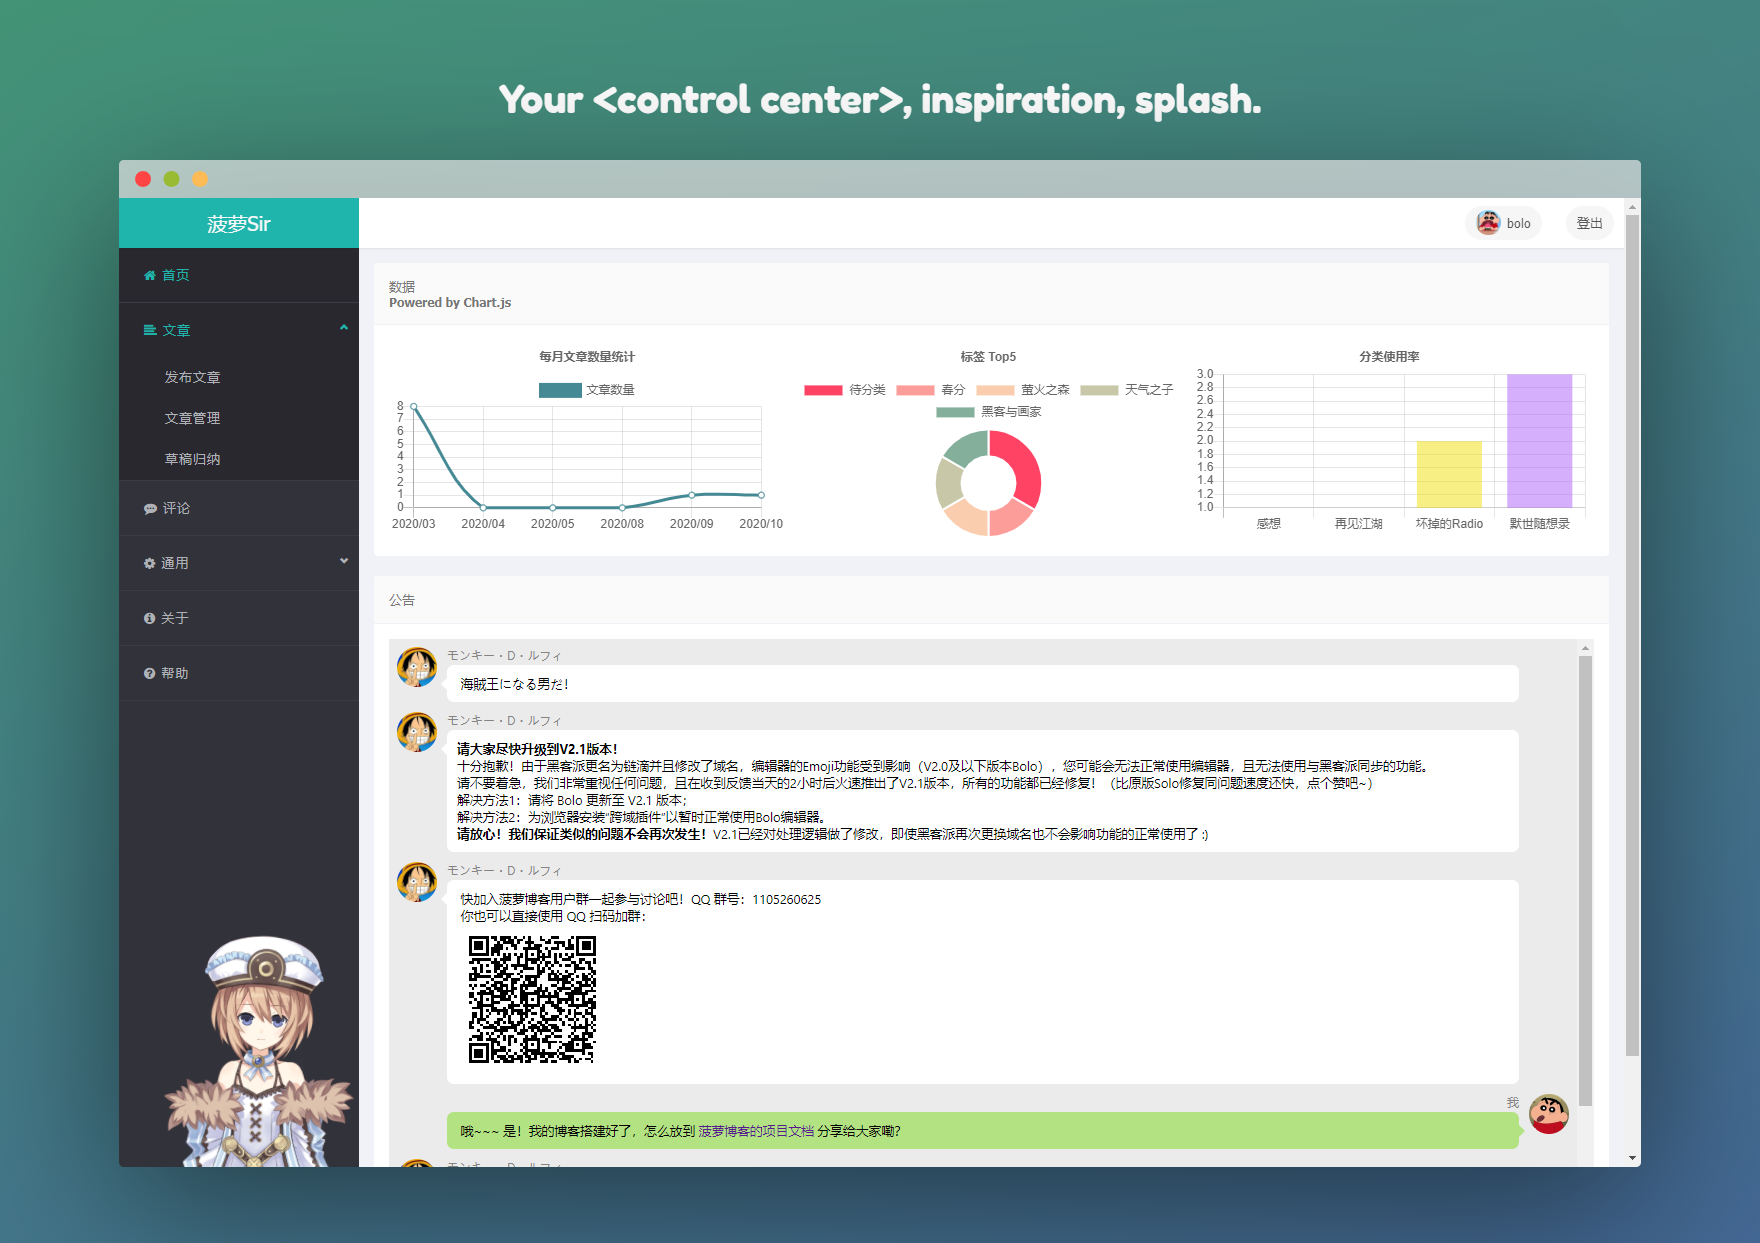 Your <control center>, inspiration, splash.
菠萝Sir
bolo
登出
首页
文章
发布文章
文章管理
草稿归纳
评论
通用
关于
帮助
数据
Powered by Chart.js
每月文章数量统计
文章数量
8
7
6
5
4
3
2
1
0
2020/03 2020/04 2020/05 2020/08 2020/09 2020/10
标签 Top5
待分类 春分 萤火之森 天气之子
黑客与画家
分类使用率
3.0
2.8
2.6
2.4
2.2
2.0
1.8
1.6
1.4
1.2
1.0
感想 再见江湖 坏掉的Radio 默世随想录
公告
モンキー・D・ルフィ
海賊王になる男だ！
モンキー・D・ルフィ
请大家尽快升级到V2.1版本！
十分抱歉！由于黑客派更名为链滴并且修改了域名，编辑器的Emoji功能受到影响（V2.0及以下版本Bolo），您可能会无法正常使用编辑器，且无法使用与黑客派同步的功能。
请不要着急，我们非常重视任何问题，且在收到反馈当天的2小时后火速推出了V2.1版本，所有的功能都已经修复！（比原版Solo修复同问题速度还快，点个赞吧~）
解决方法1：请将 Bolo 更新至 V2.1 版本；
解决方法2：为浏览器安装“跨域插件”以暂时正常使用Bolo编辑器。
请放心！我们保证类似的问题不会再次发生！V2.1已经对处理逻辑做了修改，即使黑客派再次更换域名也不会影响功能的正常使用了 :)
モンキー・D・ルフィ
快加入菠萝博客用户群一起参与讨论吧！QQ 群号：1105260625
你也可以直接使用 QQ 扫码加群：
我
哦~~~ 是！我的博客搭建好了，怎么放到 菠萝博客的项目文档 分享给大家嘞？
モンキー・D・ルフィ